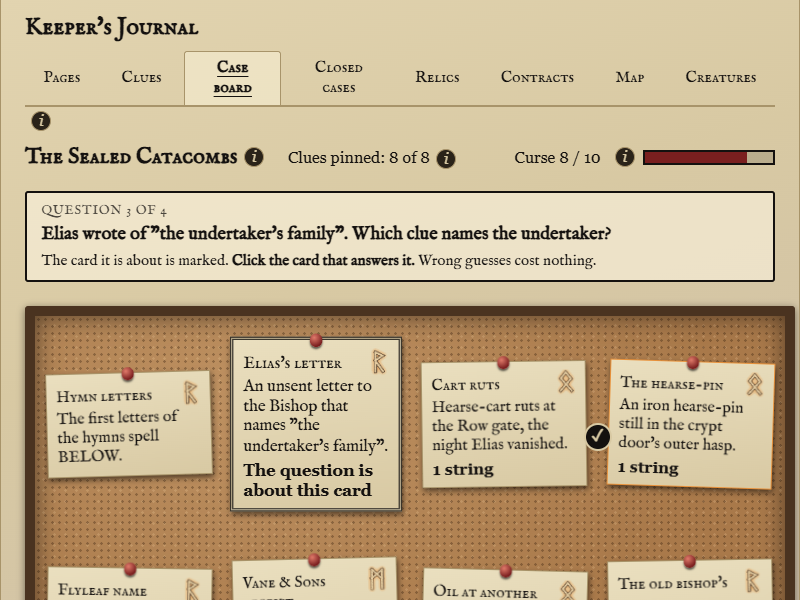 Keeper's Journal
Pages
Clues
Case
board
Closed
cases
Relics
Contracts
Map
Creatures
i
The Sealed Catacombs i
Clues pinned: 8 of 8 i
Curse 8 / 10 i
QUESTION 3 OF 4
Elias wrote of ”the undertaker's family”. Which clue names the undertaker?
The card it is about is marked. Click the card that answers it. Wrong guesses cost nothing.
Hymn letters ᚱ
The first letters of
the hymns spell
BELOW.
Elias's letter ᚱ
An unsent letter to
the Bishop that
names ”the
undertaker's family”.
The question is
about this card
Cart ruts ᛟ
Hearse-cart ruts at
the Row gate, the
night Elias vanished.
1 string
✓
The hearse-pin ᛟ
An iron hearse-pin
still in the crypt
door's outer hasp.
1 string
Flyleaf name ᚱ
Vane & Sons ᛗ
Oil at another ᛟ
The old bishop's ᚱ